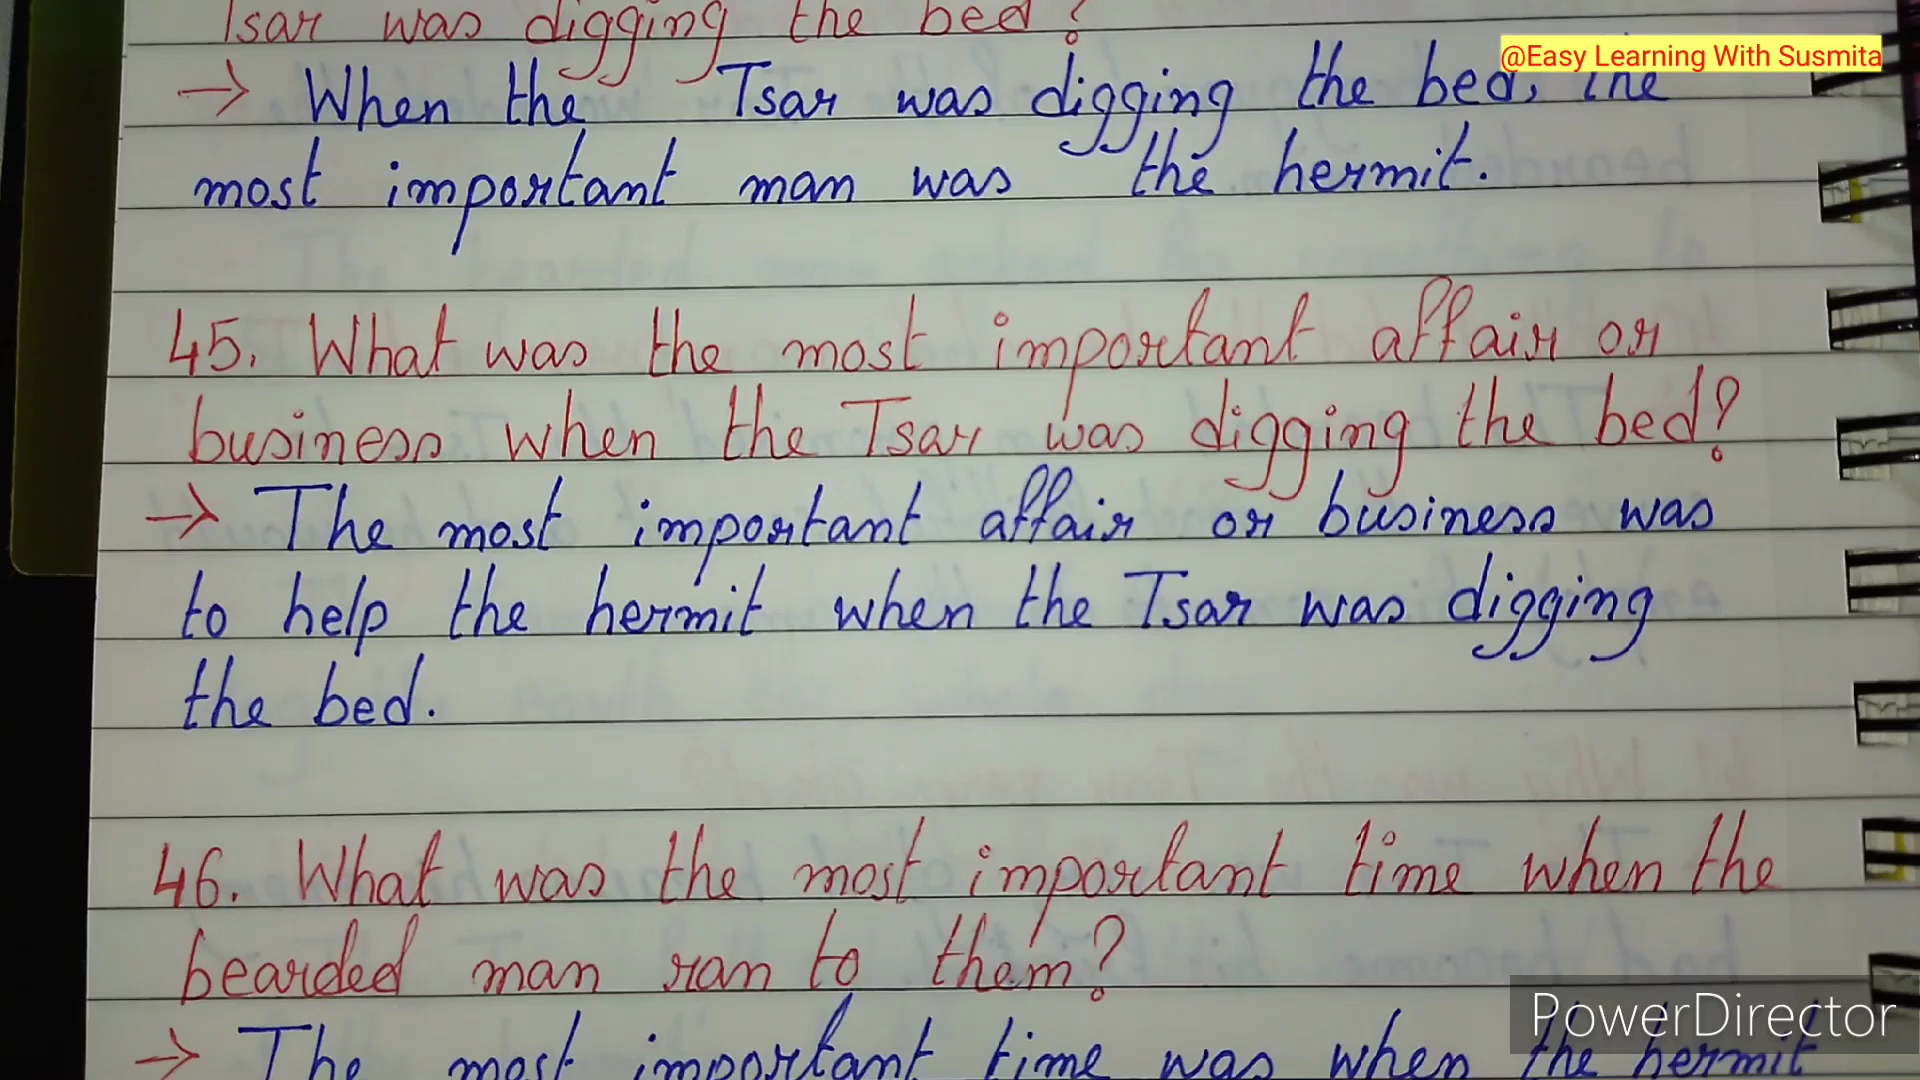 Tsar was digging the bed?
@Easy Learning With Susmita
→ When the Tsar was digging the bed, the
most important man was the hermit.
45. What was the most important affair or
business when the Tsar was digging the bed?
→ The most important affair or business was
to help the hermit when the Tsar was digging
the bed.
46. What was the most important time when the
bearded man ran to them?
→ The most important time was when the hermit
PowerDirector